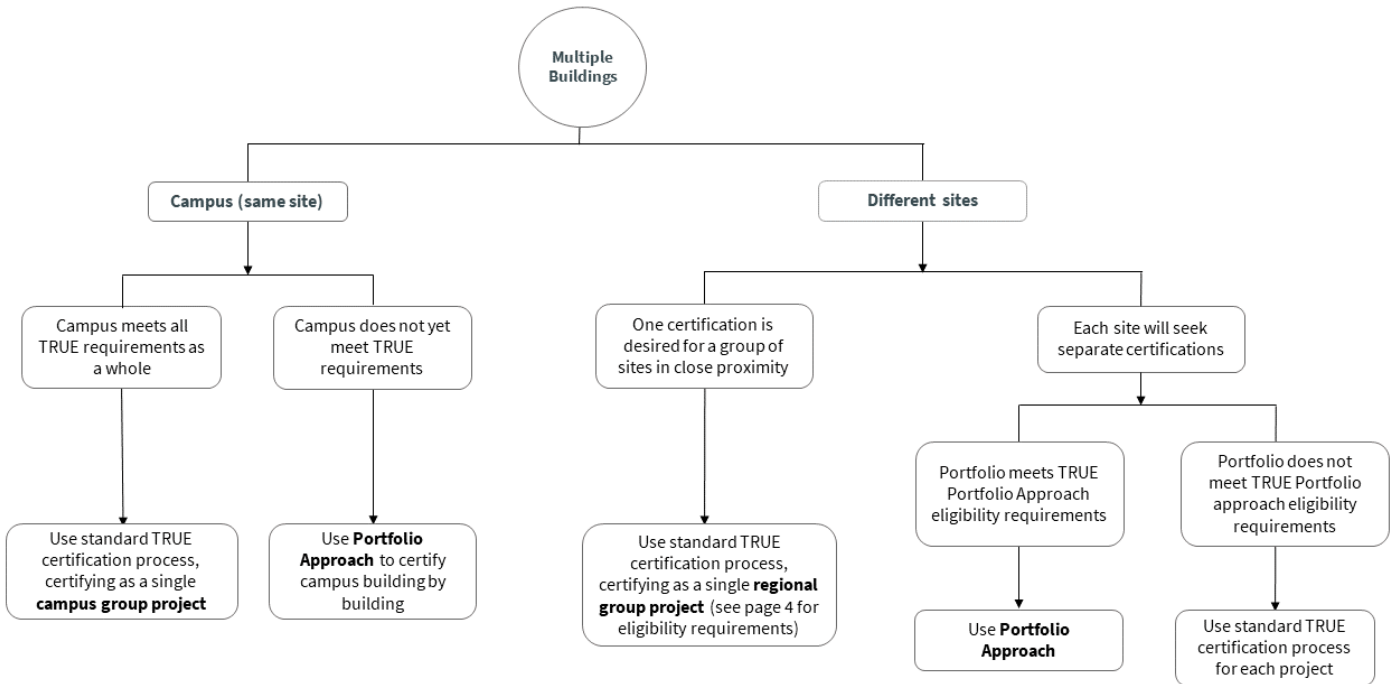 Multiple
Buildings
Campus (same site)
Different sites
Campus meets all
TRUE requirements as
a whole
Campus does not yet
meet TRUE
requirements
One certification is
desired for a group of
sites in close proximity
Each site will seek
separate certifications
Portfolio meets TRUE
Portfolio Approach
eligibility requirements
Portfolio does not
meet TRUE Portfolio
approach eligibility
requirements
Use standard TRUE
certification process,
certifying as a single
campus group project
Use Portfolio
Approach to certify
campus building by
building
Use standard TRUE
certification process,
certifying as a single regional
group project (see page 4 for
eligibility requirements)
Use Portfolio
Approach
Use standard TRUE
certification process
for each project